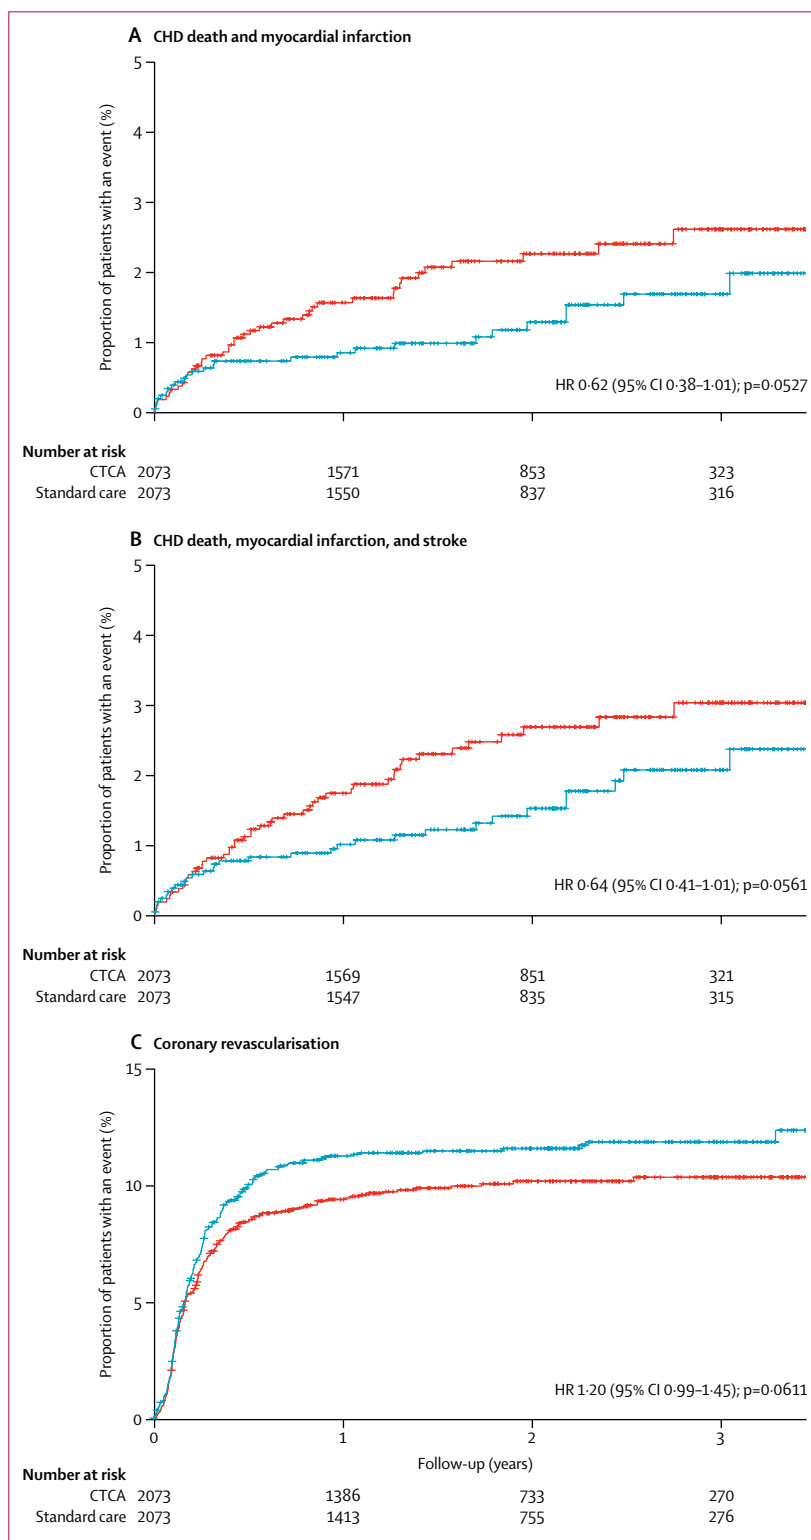 A CHD death and myocardial infarction
Proportion of patients with an event (%)
5
4
3
2
1
0
HR 0·62 (95% CI 0·38–1·01); p=0·0527
Number at risk
CTCA 2073 1571 853 323
Standard care 2073 1550 837 316
B CHD death, myocardial infarction, and stroke
Proportion of patients with an event (%)
5
4
3
2
1
0
HR 0·64 (95% CI 0·41–1·01); p=0·0561
Number at risk
CTCA 2073 1569 851 321
Standard care 2073 1547 835 315
C Coronary revascularisation
Proportion of patients with an event (%)
15
10
5
0
HR 1·20 (95% CI 0·99–1·45); p=0·0611
0 1 2 3
Follow-up (years)
Number at risk
CTCA 2073 1386 733 270
Standard care 2073 1413 755 276